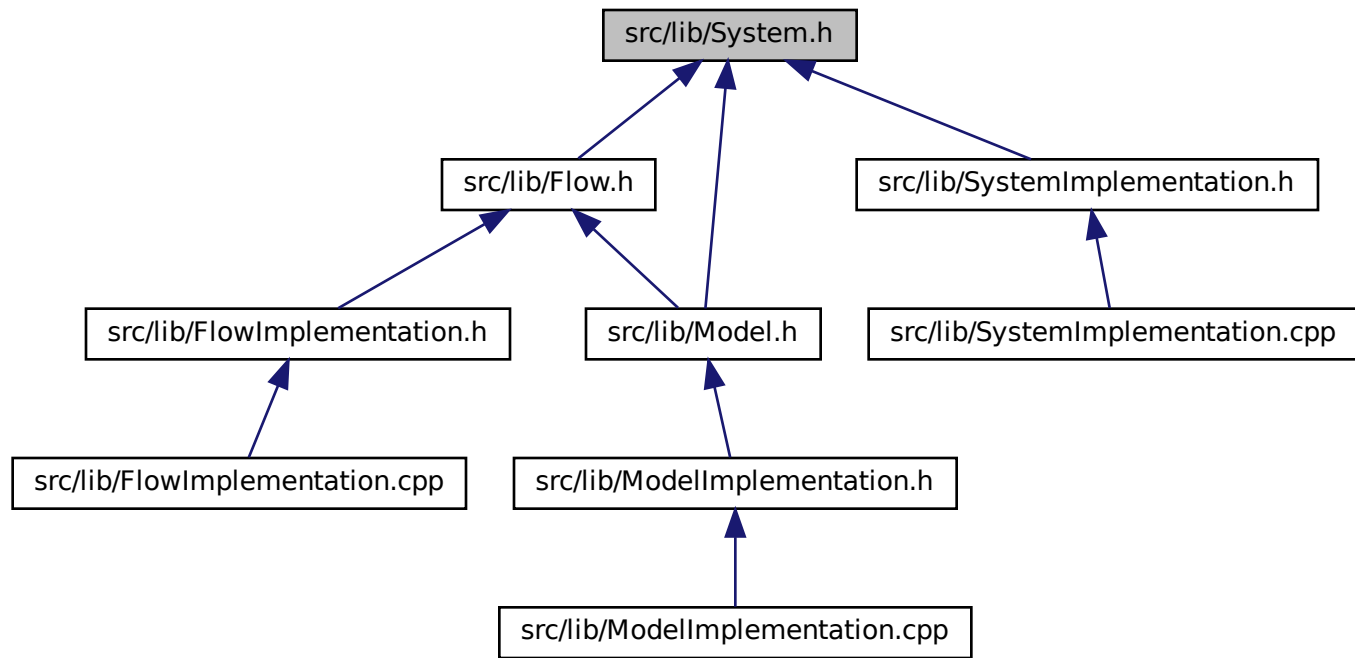 src/lib/System.h
src/lib/Flow.h
src/lib/SystemImplementation.h
src/lib/FlowImplementation.h
src/lib/Model.h
src/lib/SystemImplementation.cpp
src/lib/FlowImplementation.cpp
src/lib/ModelImplementation.h
src/lib/ModelImplementation.cpp